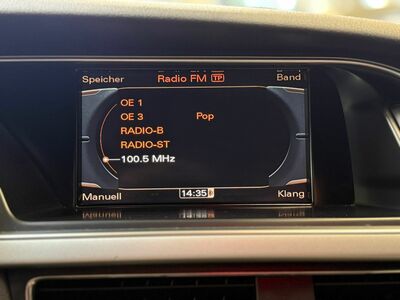 Speicher Radio FM TP Band
OE 1
OE 3 Pop
RADIO-B
RADIO-ST
100.5 MHz
Manuell 14:35 Klang